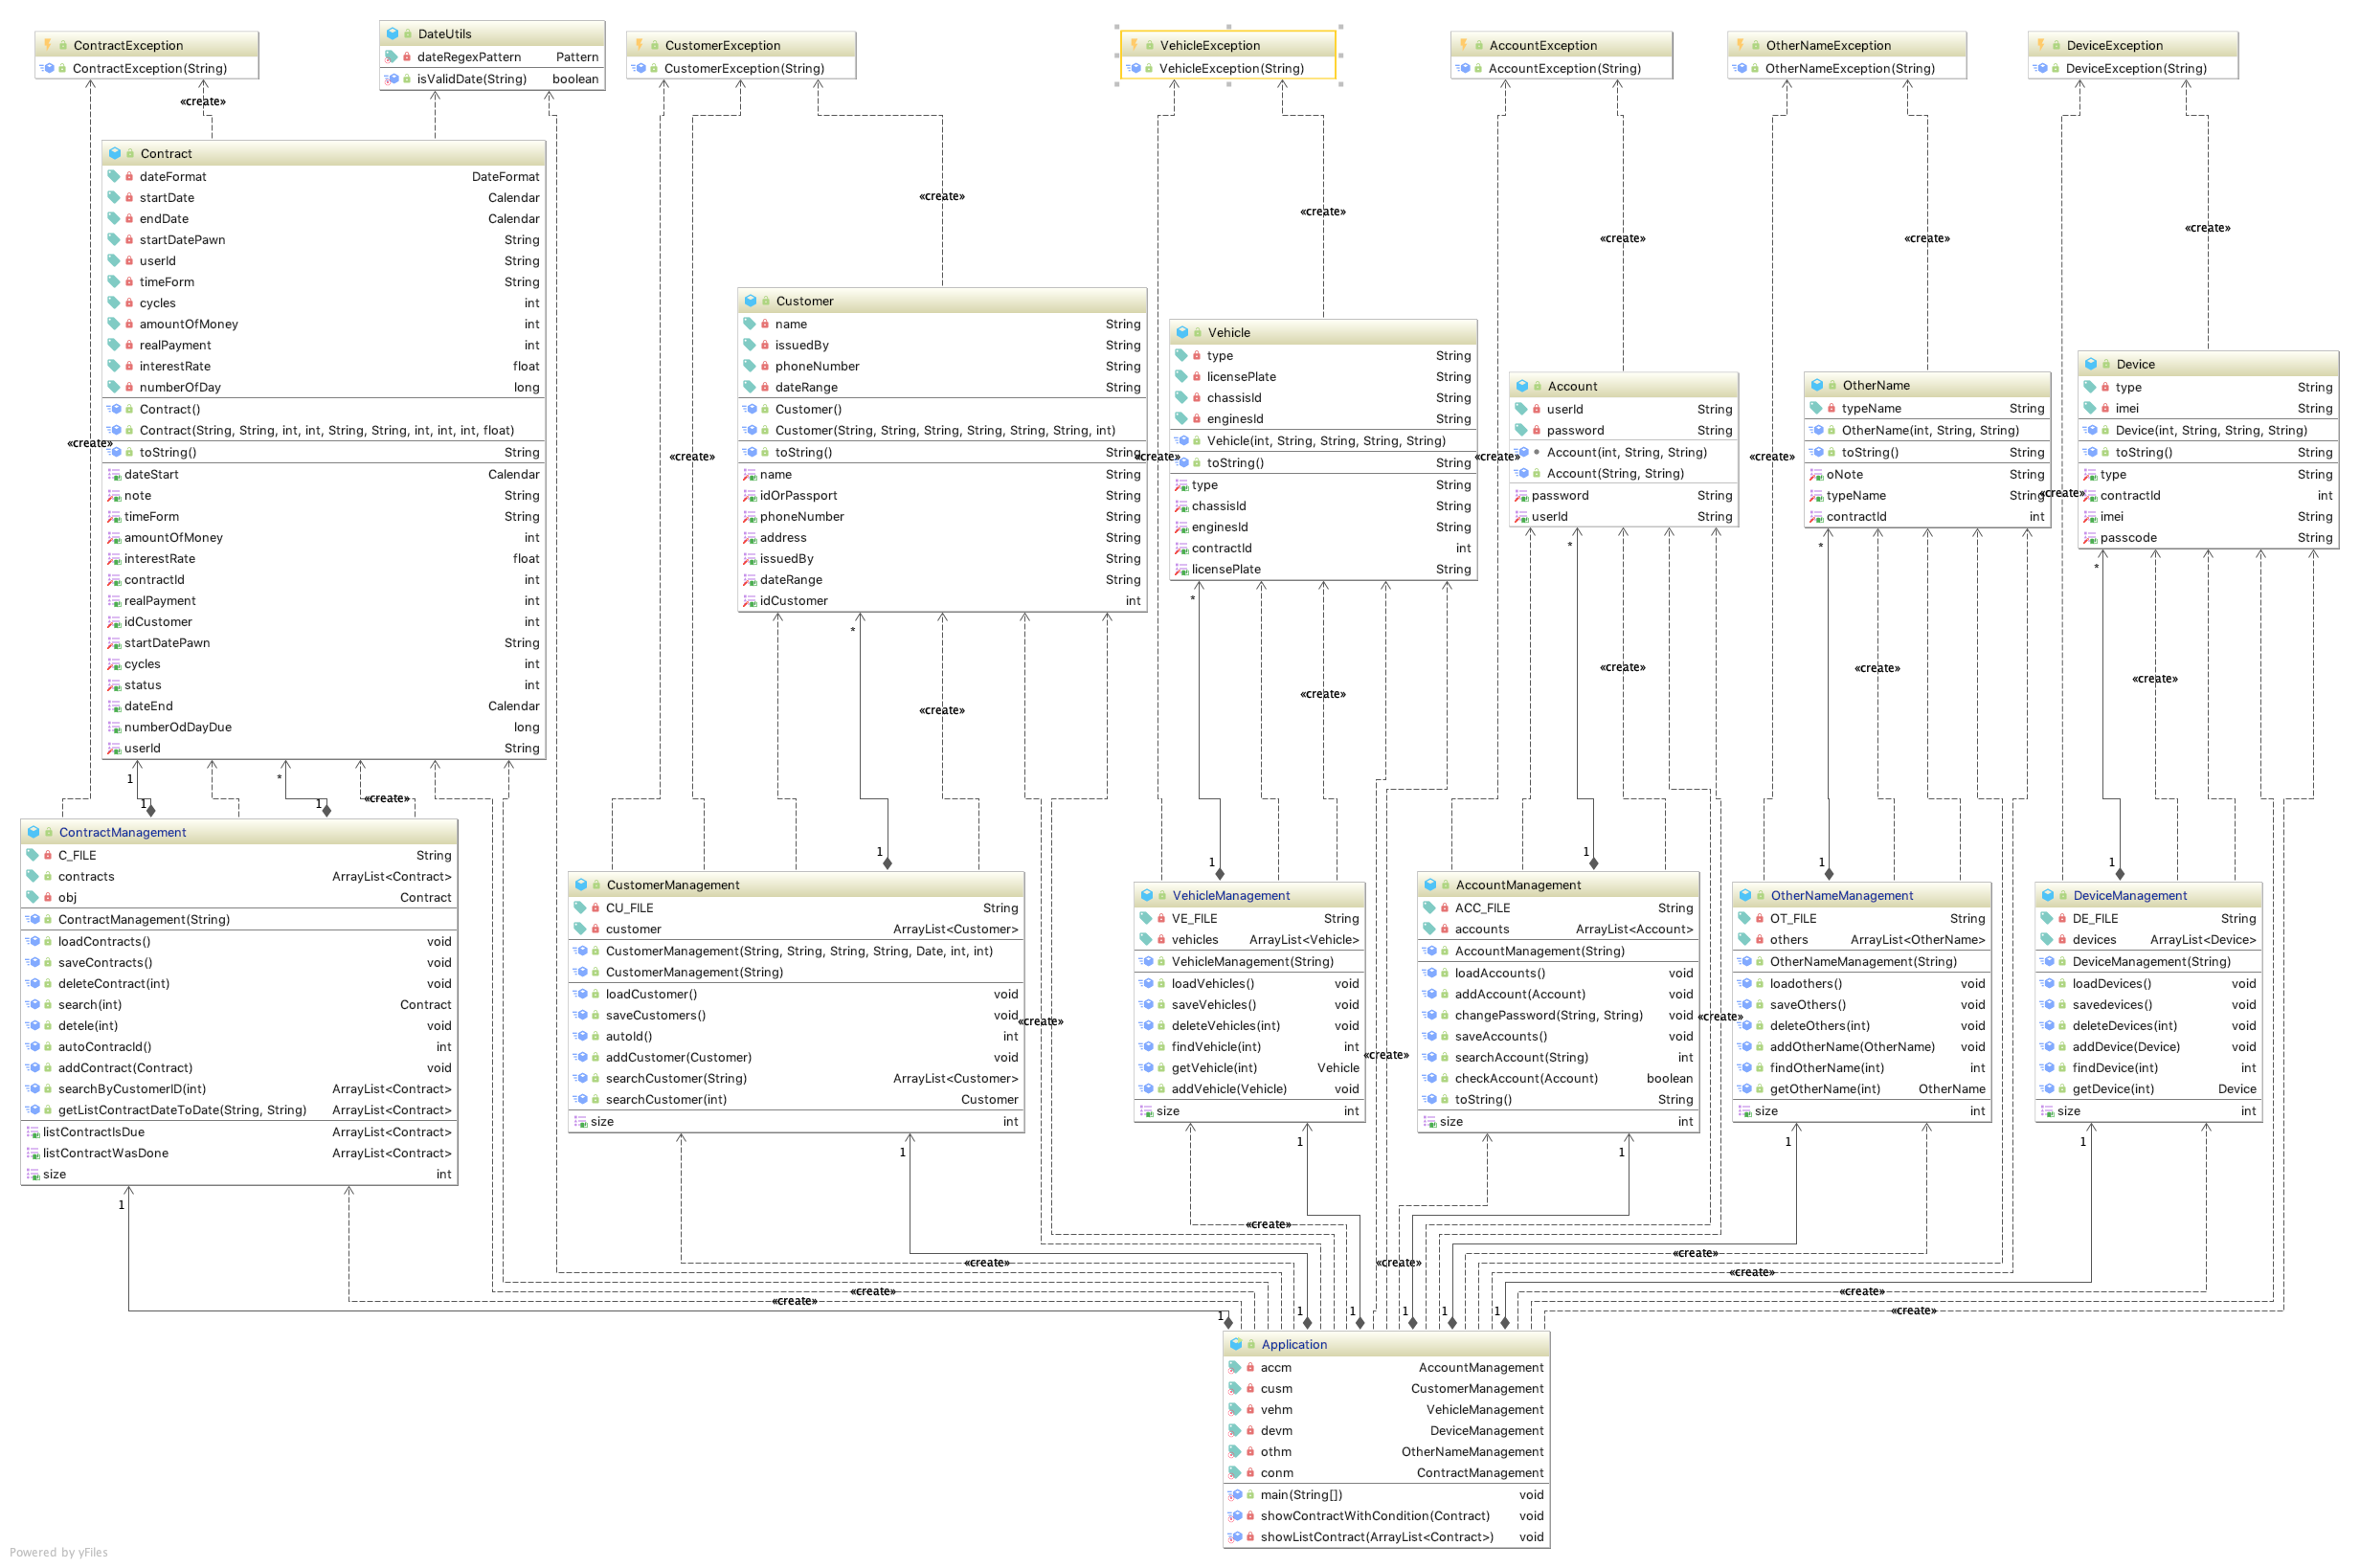 ContractException
ContractException(String)
DateUtils
dateRegexPattern Pattern
isValidDate(String) boolean
CustomerException
CustomerException(String)
VehicleException
VehicleException(String)
AccountException
AccountException(String)
OtherNameException
OtherNameException(String)
DeviceException
DeviceException(String)
«create»
«create»
«create»
«create»
«create»
«create»
Contract
dateFormat DateFormat
startDate Calendar
endDate Calendar
startDatePawn String
userId String
timeForm String
cycles int
amountOfMoney int
realPayment int
interestRate float
numberOfDay long
Contract()
Contract(String, String, int, int, String, String, int, int, int, float)
toString() String
dateStart Calendar
note String
timeForm String
amountOfMoney int
interestRate float
contractId int
realPayment int
idCustomer int
startDatePawn String
cycles int
status int
dateEnd Calendar
numberOdDayDue long
userId String
Customer
name String
issuedBy String
phoneNumber String
dateRange String
Customer()
Customer(String, String, String, String, String, String, int)
toString() String
name String
idOrPassport String
phoneNumber String
address String
issuedBy String
dateRange String
idCustomer int
Vehicle
type String
licensePlate String
chassisId String
enginesId String
Vehicle(int, String, String, String, String)
toString() String
type String
chassisId String
enginesId String
contractId int
licensePlate String
Account
userId String
password String
Account(int, String, String)
Account(String, String)
password String
userId String
OtherName
typeName String
OtherName(int, String, String)
toString() String
oNote String
typeName String
contractId int
Device
type String
imei String
Device(int, String, String, String)
toString() String
type String
contractId int
imei String
passcode String
«create»
«create»
«create»
«create»
«create»
«create»
* * * * *
«create»
«create»
«create»
«create»
«create»
1 * 1 1 «create»
1 1 1 1 1
ContractManagement
C_FILE String
contracts ArrayList<Contract>
obj Contract
ContractManagement(String)
loadContracts() void
saveContracts() void
deleteContract(int) void
search(int) Contract
detele(int) void
autoContracId() int
addContract(Contract) void
searchByCustomerID(int) ArrayList<Contract>
getListContractDateToDate(String, String) ArrayList<Contract>
listContractIsDue ArrayList<Contract>
listContractWasDone ArrayList<Contract>
size int
CustomerManagement
CU_FILE String
customer ArrayList<Customer>
CustomerManagement(String, String, String, String, Date, int, int)
CustomerManagement(String)
loadCustomer() void
saveCustomers() void
autoId() int
addCustomer(Customer) void
searchCustomer(String) ArrayList<Customer>
searchCustomer(int) Customer
size int
VehicleManagement
VE_FILE String
vehicles ArrayList<Vehicle>
VehicleManagement(String)
loadVehicles() void
saveVehicles() void
deleteVehicles(int) void
findVehicle(int) int
getVehicle(int) Vehicle
addVehicle(Vehicle) void
size int
AccountManagement
ACC_FILE String
accounts ArrayList<Account>
AccountManagement(String)
loadAccounts() void
addAccount(Account) void
changePassword(String, String) void
saveAccounts() void
searchAccount(String) int
checkAccount(Account) boolean
toString() String
size int
OtherNameManagement
OT_FILE String
others ArrayList<OtherName>
OtherNameManagement(String)
loadothers() void
saveOthers() void
deleteOthers(int) void
addOtherName(OtherName) void
findOtherName(int) int
getOtherName(int) OtherName
size int
DeviceManagement
DE_FILE String
devices ArrayList<Device>
DeviceManagement(String)
loadDevices() void
savedevices() void
deleteDevices(int) void
addDevice(Device) void
findDevice(int) int
getDevice(int) Device
size int
«create»
«create»
«create»
1 1 1 1 1 1
«create»
«create»
«create»
«create»
«create»
«create»
«create»
«create»
«create»
1 1 1 1 1 1
Application
accm AccountManagement
cusm CustomerManagement
vehm VehicleManagement
devm DeviceManagement
othm OtherNameManagement
conm ContractManagement
main(String[]) void
showContractWithCondition(Contract) void
showListContract(ArrayList<Contract>) void
Powered by yFiles